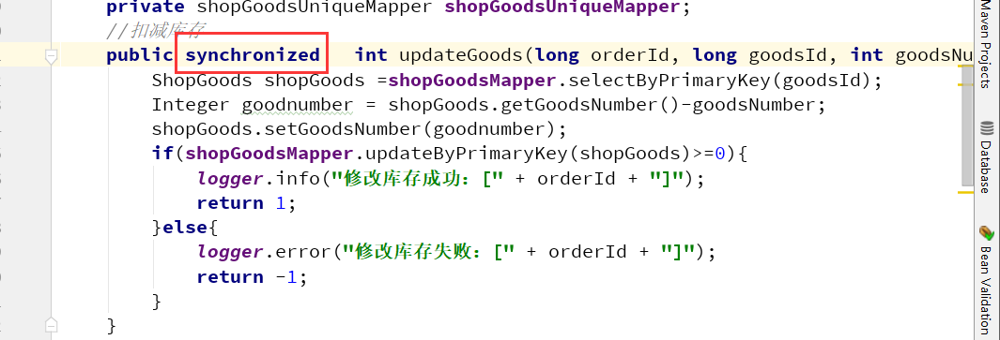 private shopGoodsUniqueMapper shopGoodsUniqueMapper;
//扣减库存
public synchronized int updateGoods(long orderId, long goodsId, int goodsNu
ShopGoods shopGoods =shopGoodsMapper.selectByPrimaryKey(goodsId);
Integer goodnumber = shopGoods.getGoodsNumber()-goodsNumber;
shopGoods.setGoodsNumber(goodnumber);
if(shopGoodsMapper.updateByPrimaryKey(shopGoods)>=0){
logger.info("修改库存成功：[" + orderId + "]");
return 1;
}else{
logger.error("修改库存失败：[" + orderId + "]");
return -1;
}
}
Maven Projects
Database
Bean Validation